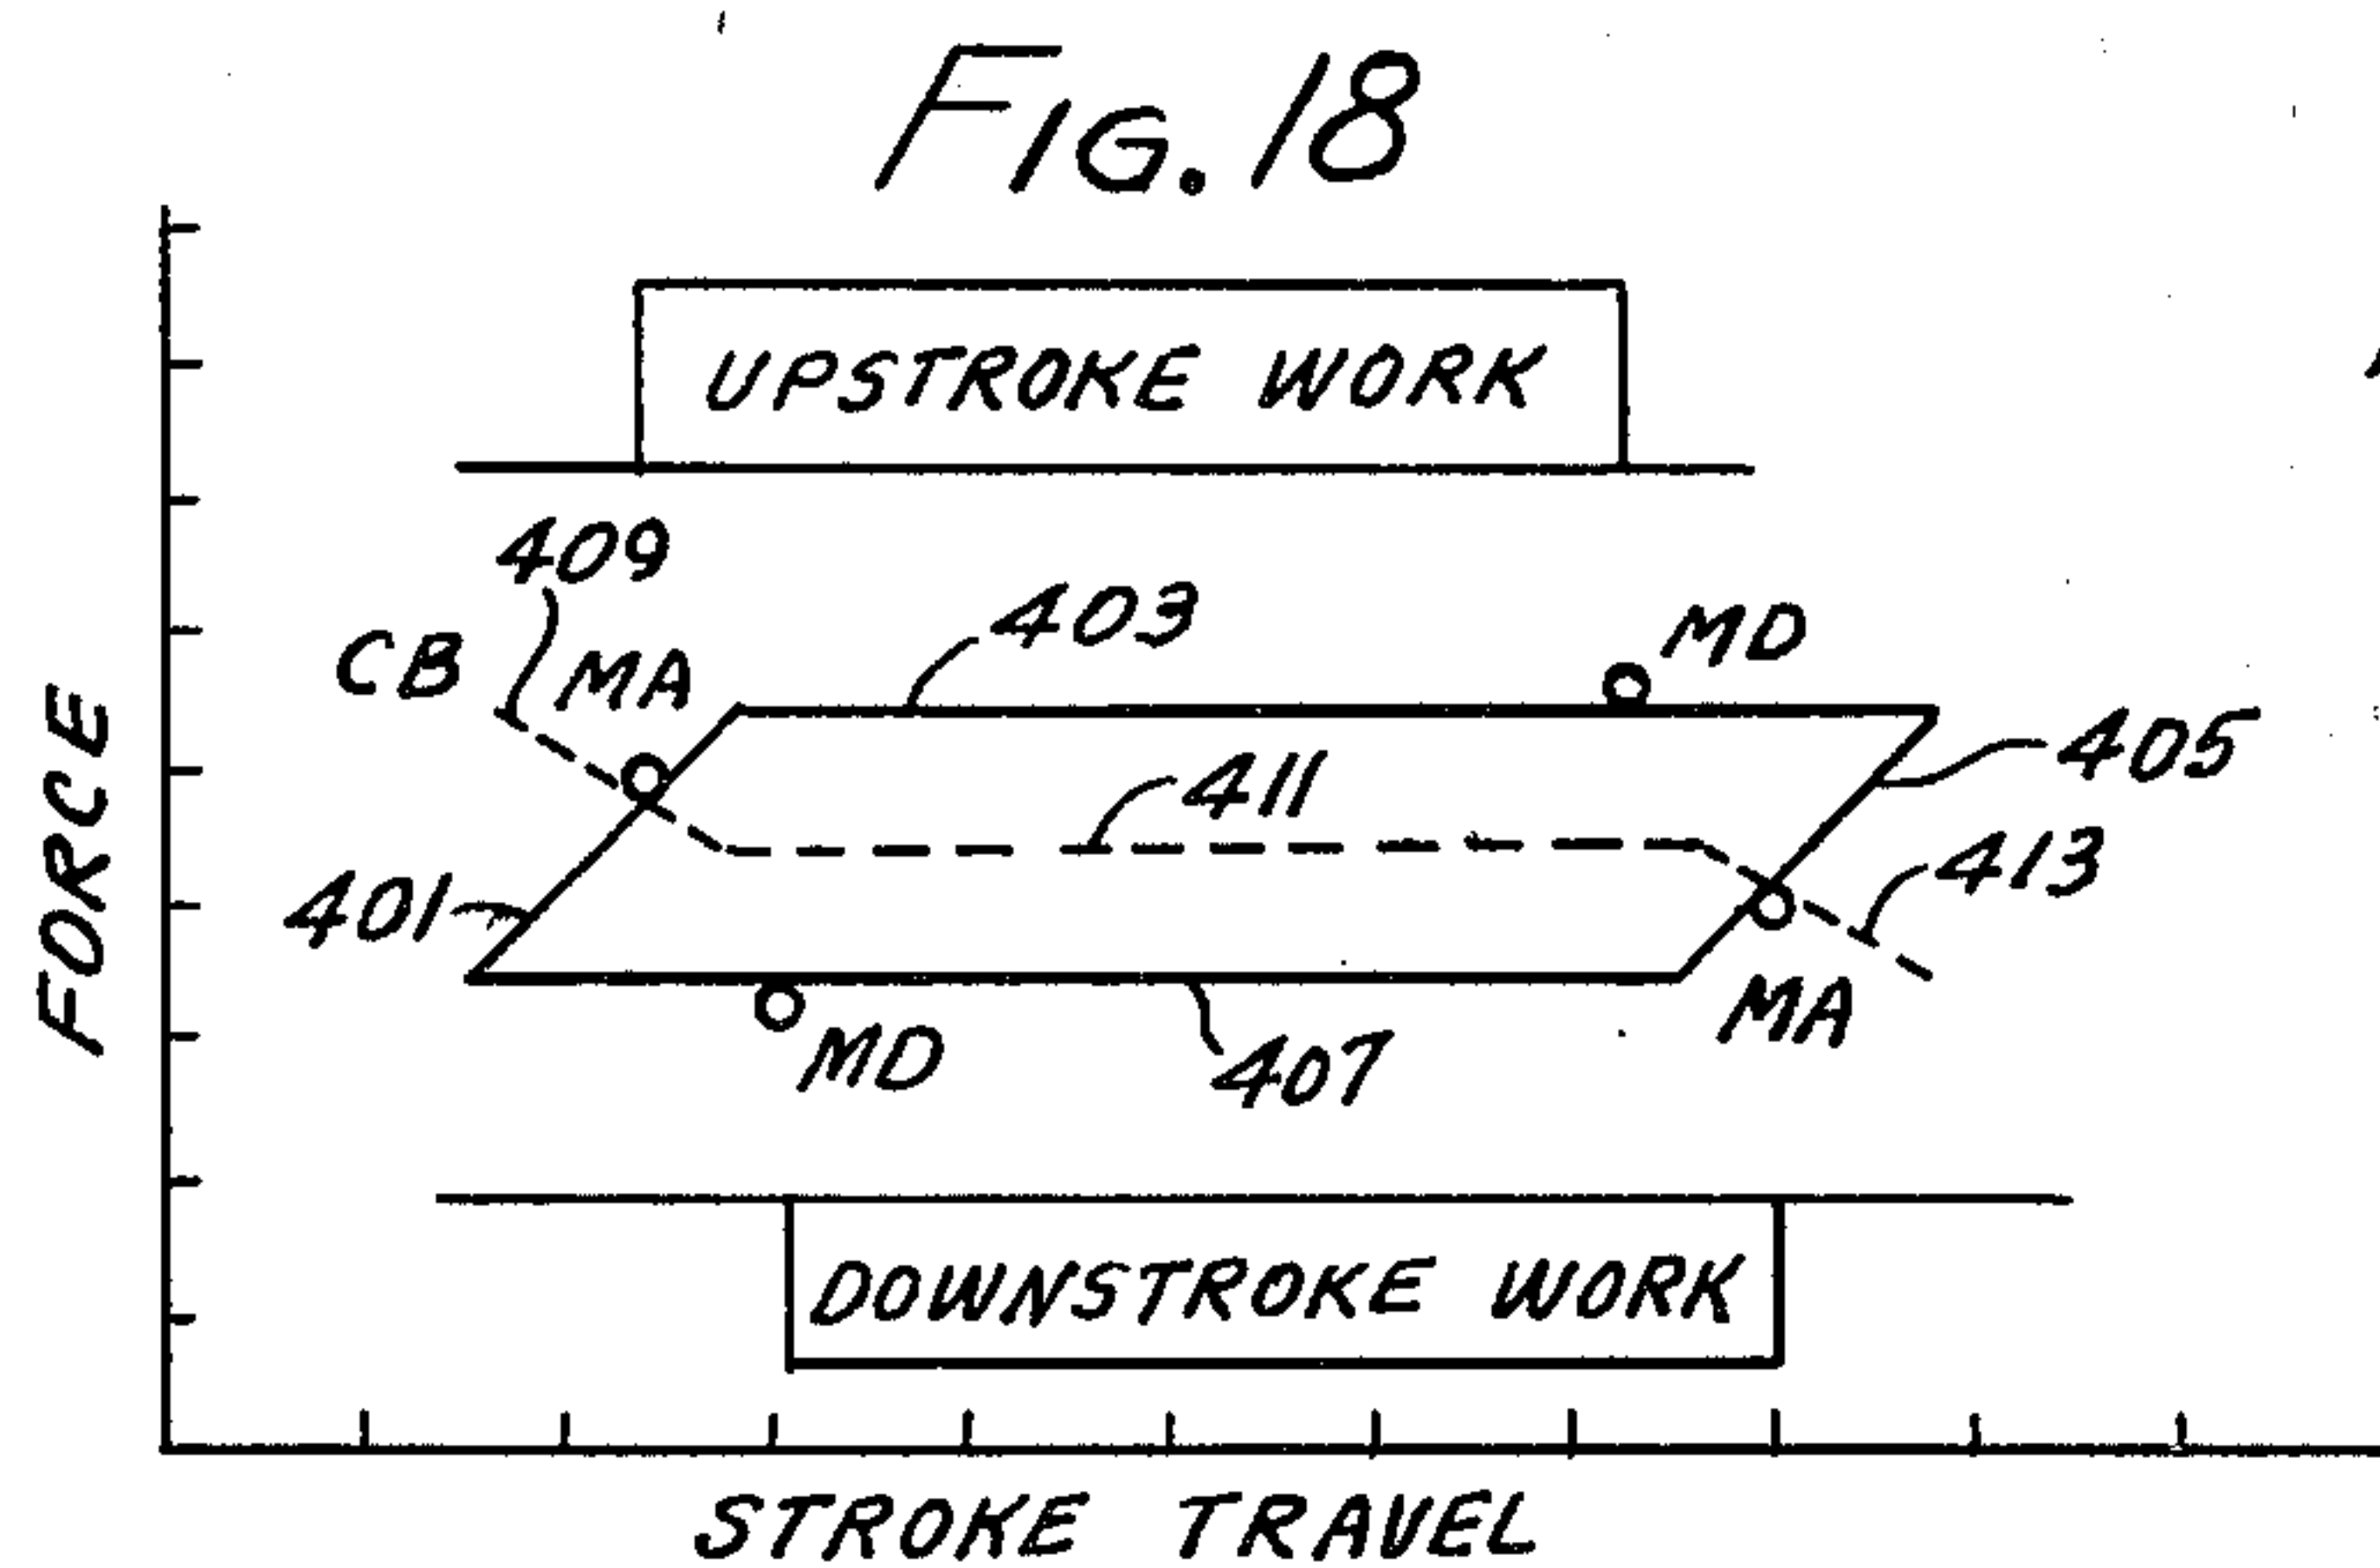 FIG. 18
UPSTROKE WORK
409
CB
MA
403
MD
405
411
413
401
MA
MD
407
DOWNSTROKE WORK
FORCE
STROKE TRAVEL